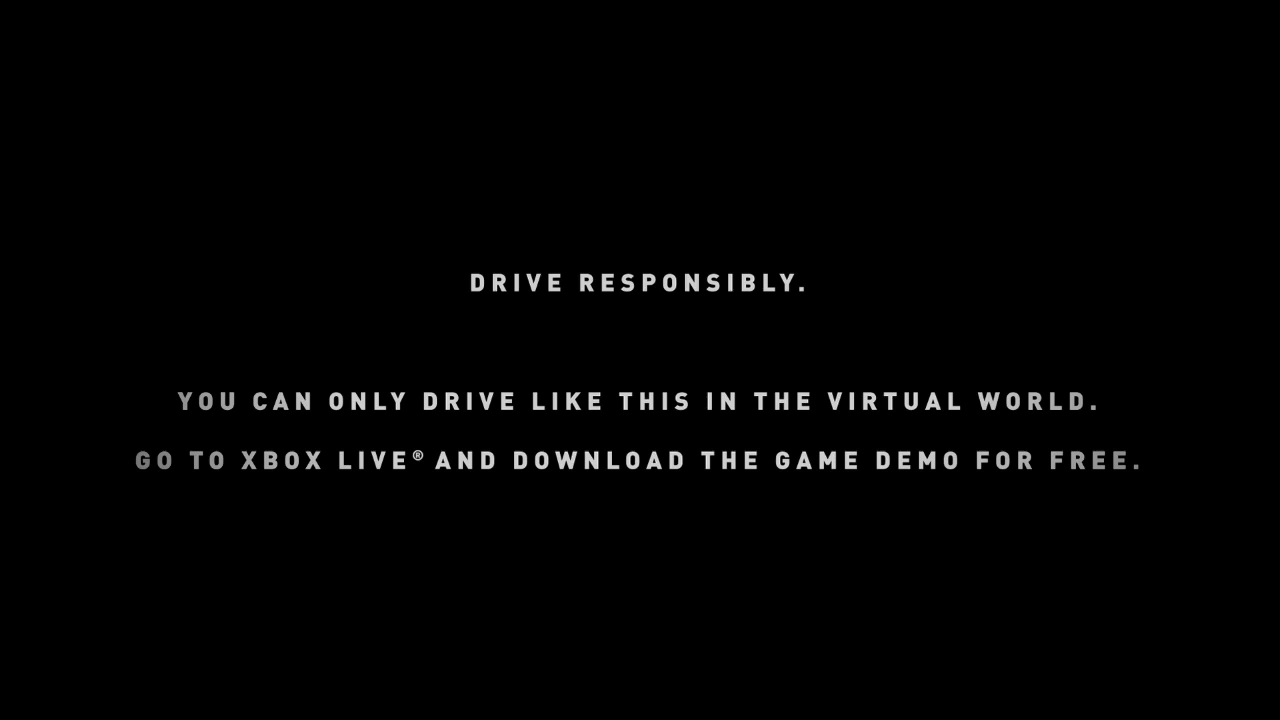 DRIVE RESPONSIBLY.
YOU CAN ONLY DRIVE LIKE THIS IN THE VIRTUAL WORLD.
GO TO XBOX LIVE® AND DOWNLOAD THE GAME DEMO FOR FREE.